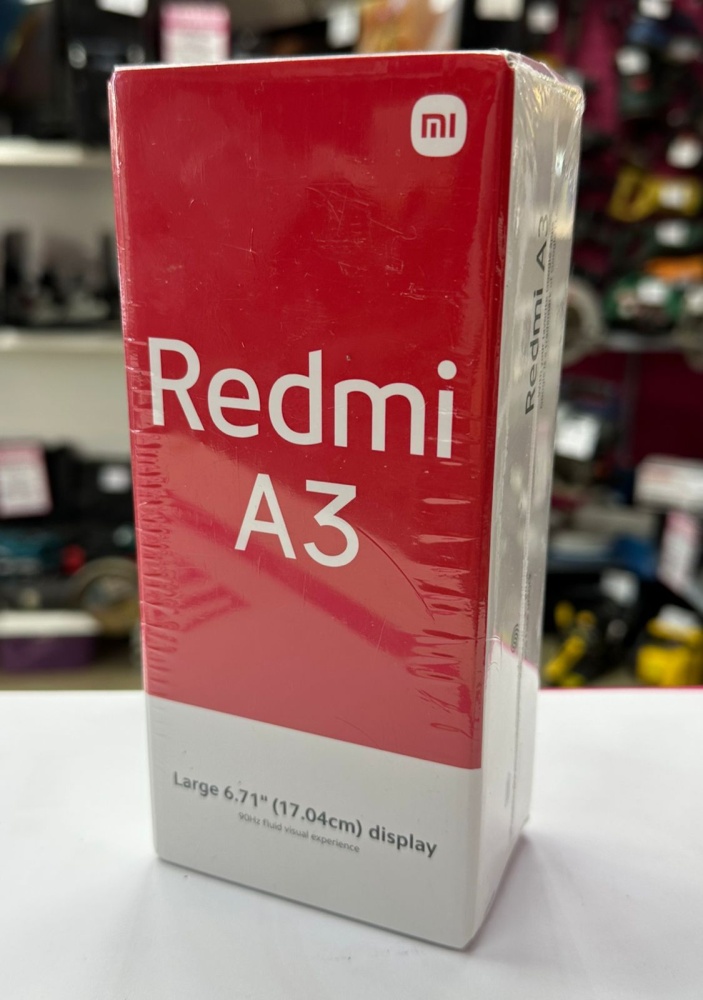 mi
Redmi
A3
Large 6.71" (17.04cm) display
90Hz fluid visual experience
Redmi A3